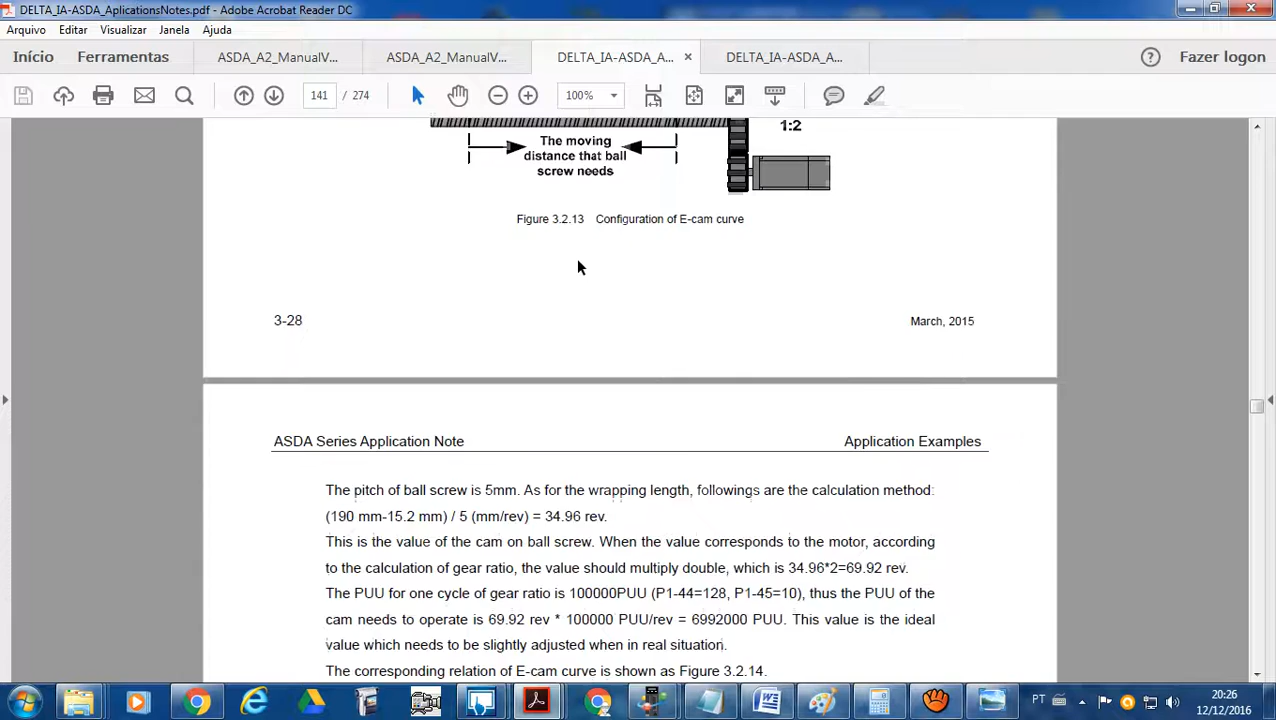 DELTA_IA-ASDA_AplicationsNotes.pdf - Adobe Acrobat Reader DC
Arquivo Editar Visualizar Janela Ajuda
Início Ferramentas ASDA_A2_ManualV... ASDA_A2_ManualV... DELTA_IA-ASDA_A... × DELTA_IA-ASDA_A... Fazer logon
141 / 274 100%
1:2
The moving
distance that ball
screw needs
Figure 3.2.13 Configuration of E-cam curve
3-28 March, 2015
ASDA Series Application Note Application Examples
The pitch of ball screw is 5mm. As for the wrapping length, followings are the calculation method:
(190 mm-15.2 mm) / 5 (mm/rev) = 34.96 rev.
This is the value of the cam on ball screw. When the value corresponds to the motor, according
to the calculation of gear ratio, the value should multiply double, which is 34.96*2=69.92 rev.
The PUU for one cycle of gear ratio is 100000PUU (P1-44=128, P1-45=10), thus the PUU of the
cam needs to operate is 69.92 rev * 100000 PUU/rev = 6992000 PUU. This value is the ideal
value which needs to be slightly adjusted when in real situation.
The corresponding relation of E-cam curve is shown as Figure 3.2.14.
PT 20:26
12/12/2016